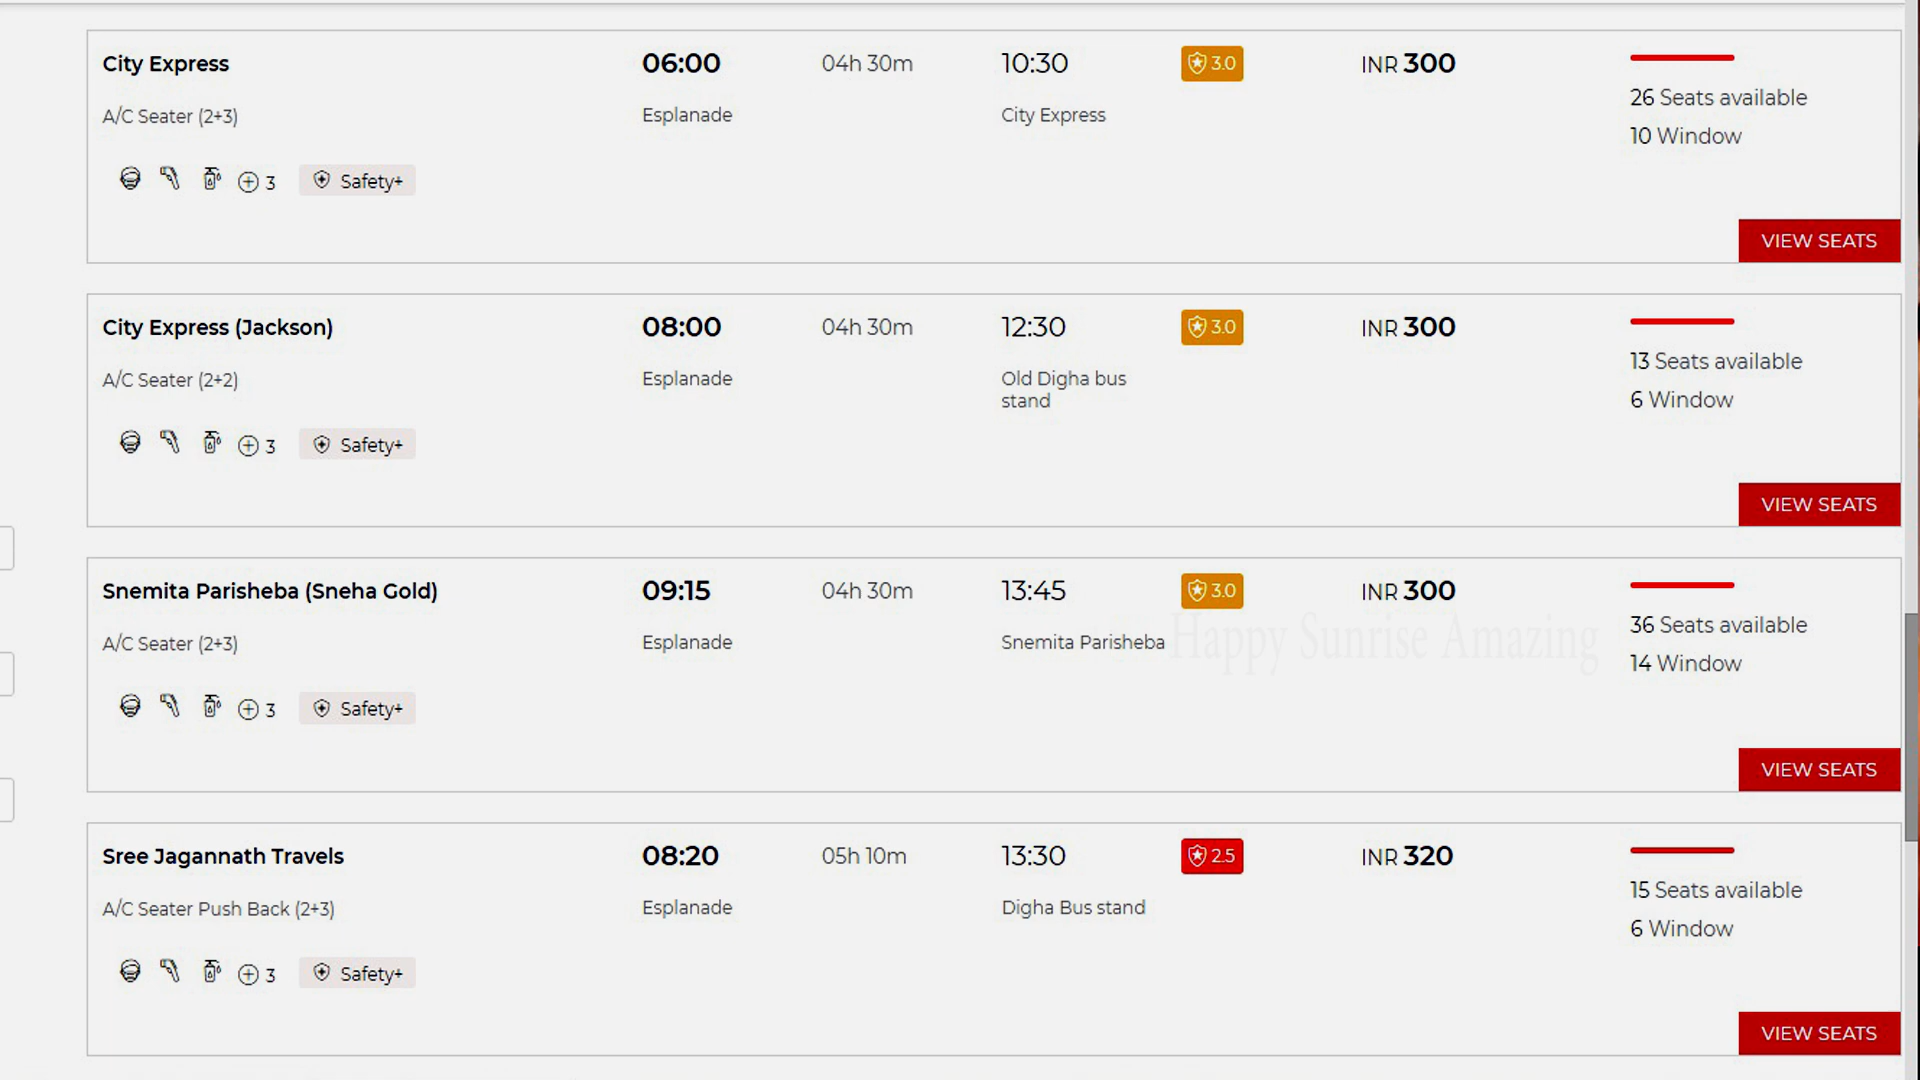 City Express
06:00
04h 30m
10:30
3.0
INR 300
26 Seats available
10 Window
A/C Seater (2+3)
Esplanade
City Express
3
Safety+
VIEW SEATS
City Express (Jackson)
08:00
04h 30m
12:30
3.0
INR 300
13 Seats available
6 Window
A/C Seater (2+2)
Esplanade
Old Digha bus
stand
3
Safety+
VIEW SEATS
Snemita Parisheba (Sneha Gold)
09:15
04h 30m
13:45
3.0
INR 300
36 Seats available
14 Window
A/C Seater (2+3)
Esplanade
Snemita Parisheba
Happy Sunrise Amazing
3
Safety+
VIEW SEATS
Sree Jagannath Travels
08:20
05h 10m
13:30
2.5
INR 320
15 Seats available
6 Window
A/C Seater Push Back (2+3)
Esplanade
Digha Bus stand
3
Safety+
VIEW SEATS